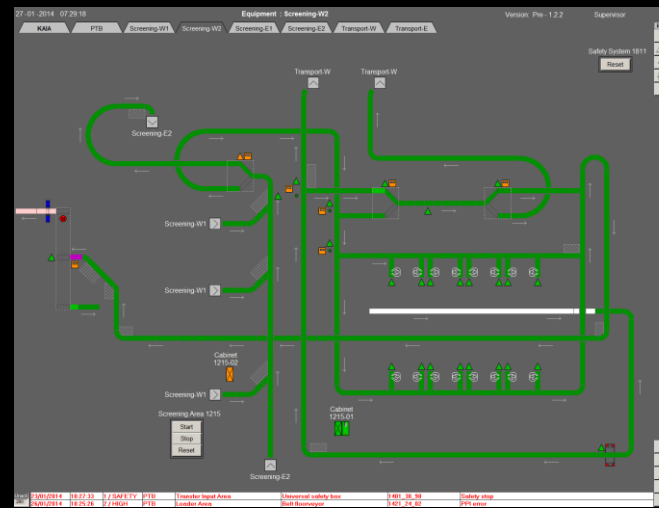 27 -01 -2014 07:29:18 Equipment : Screening-W2 Version: Pre - 1.2.2 Supervisor
KAIA PTB Screening-W1 Screening W2 Screening-E1 Screening-E2 Transport-W Transport-E
Safety System 1811
Reset
Transport-W Transport-W
Screening-E2
Screening-W1
Screening-W1
Cabinet
1215-02
Screening-W1
Cabinet
1215-01
Screening Area 1215
Start
Stop
Reset
Screening-E2
23/01/2014 18:27:33 1 / SAFETY PTB Transfer Input Area Universal safety box 1401_30_90 Safety stop
26/01/2014 18:25:26 2 / HIGH PTB Loader Area Belt floorveyor 1421_24_02 PPI error